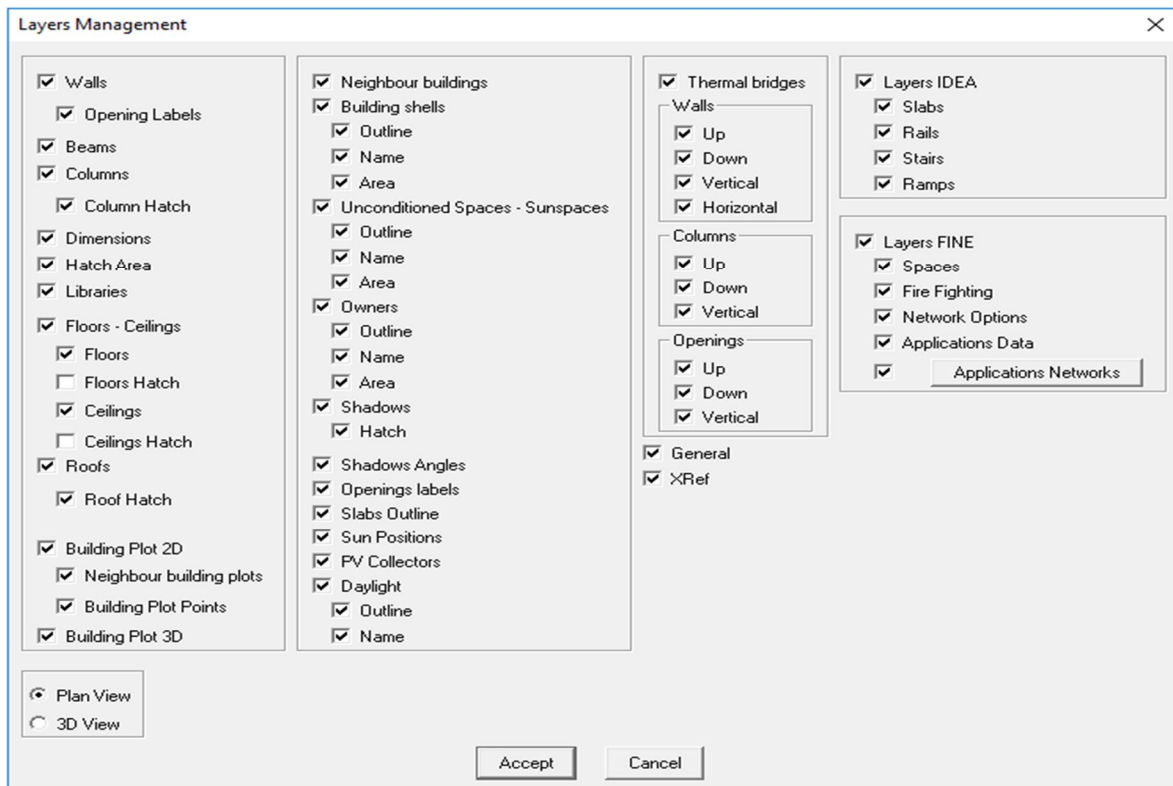 Layers Management
Walls
Opening Labels
Beams
Columns
Column Hatch
Dimensions
Hatch Area
Libraries
Floors - Ceilings
Floors
Floors Hatch
Ceilings
Ceilings Hatch
Roofs
Roof Hatch
Building Plot 2D
Neighbour building plots
Building Plot Points
Building Plot 3D
Neighbour buildings
Building shells
Outline
Name
Area
Unconditioned Spaces - Sunspaces
Outline
Name
Area
Owners
Outline
Name
Area
Shadows
Hatch
Shadows Angles
Openings labels
Slabs Outline
Sun Positions
PV Collectors
Daylight
Outline
Name
Thermal bridges
Walls
Up
Down
Vertical
Horizontal
Columns
Up
Down
Vertical
Openings
Up
Down
Vertical
General
XRef
Layers IDEA
Slabs
Rails
Stairs
Ramps
Layers FINE
Spaces
Fire Fighting
Network Options
Applications Data
Applications Networks
Plan View
3D View
Accept
Cancel